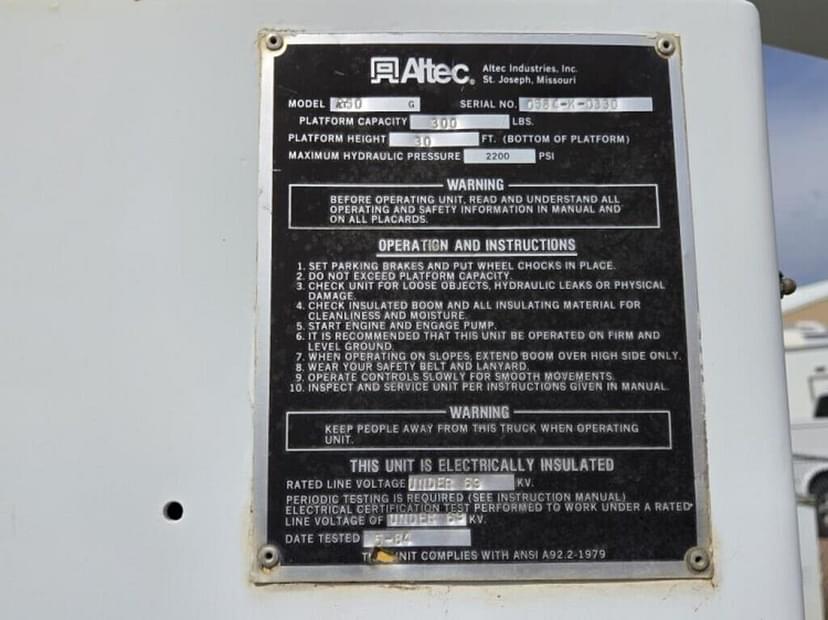 Altec. Altec Industries, Inc.
St. Joseph, Missouri
MODEL G SERIAL NO.
PLATFORM CAPACITY 300 LBS.
PLATFORM HEIGHT 30 FT. (BOTTOM OF PLATFORM)
MAXIMUM HYDRAULIC PRESSURE 2200 PSI
WARNING
BEFORE OPERATING UNIT, READ AND UNDERSTAND ALL
OPERATING AND SAFETY INFORMATION IN MANUAL AND
ON ALL PLACARDS.
OPERATION AND INSTRUCTIONS
1. SET PARKING BRAKES AND PUT WHEEL CHOCKS IN PLACE.
2. DO NOT EXCEED PLATFORM CAPACITY.
3. CHECK UNIT FOR LOOSE OBJECTS, HYDRAULIC LEAKS OR PHYSICAL
DAMAGE.
4. CHECK INSULATED BOOM AND ALL INSULATING MATERIAL FOR
CLEANLINESS AND MOISTURE.
5. START ENGINE AND ENGAGE PUMP.
6. IT IS RECOMMENDED THAT THIS UNIT BE OPERATED ON FIRM AND
LEVEL GROUND.
7. WHEN OPERATING ON SLOPES, EXTEND BOOM OVER HIGH SIDE ONLY.
8. WEAR YOUR SAFETY BELT AND LANYARD.
9. OPERATE CONTROLS SLOWLY FOR SMOOTH MOVEMENTS.
10. INSPECT AND SERVICE UNIT PER INSTRUCTIONS GIVEN IN MANUAL.
WARNING
KEEP PEOPLE AWAY FROM THIS TRUCK WHEN OPERATING
UNIT.
THIS UNIT IS ELECTRICALLY INSULATED
RATED LINE VOLTAGE UNDER 69 KV.
PERIODIC TESTING IS REQUIRED (SEE INSTRUCTION MANUAL)
ELECTRICAL CERTIFICATION TEST PERFORMED TO WORK UNDER A RATED
LINE VOLTAGE OF UNDER 69 KV.
DATE TESTED 6-84
UNIT COMPLIES WITH ANSI A92.2-1979